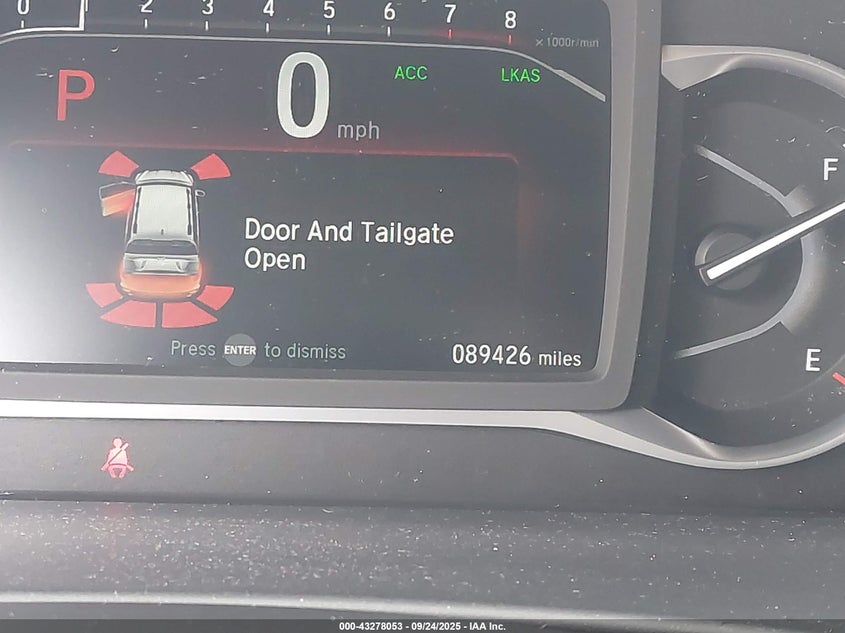 0 2 3 4 5 6 7 8
x 1000r/min
P 0 mph ACC LKAS
F
Door And Tailgate
Open
Press ENTER to dismiss 089426 miles
E
000-43278053 - 09/24/2025 - IAA Inc.